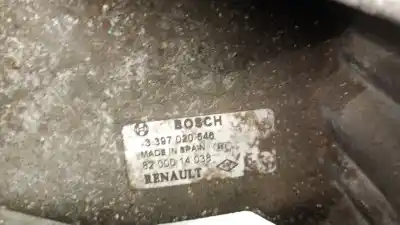 BOSCH
3 397 020 646
MADE IN SPAIN
82 000 14 038
RENAULT